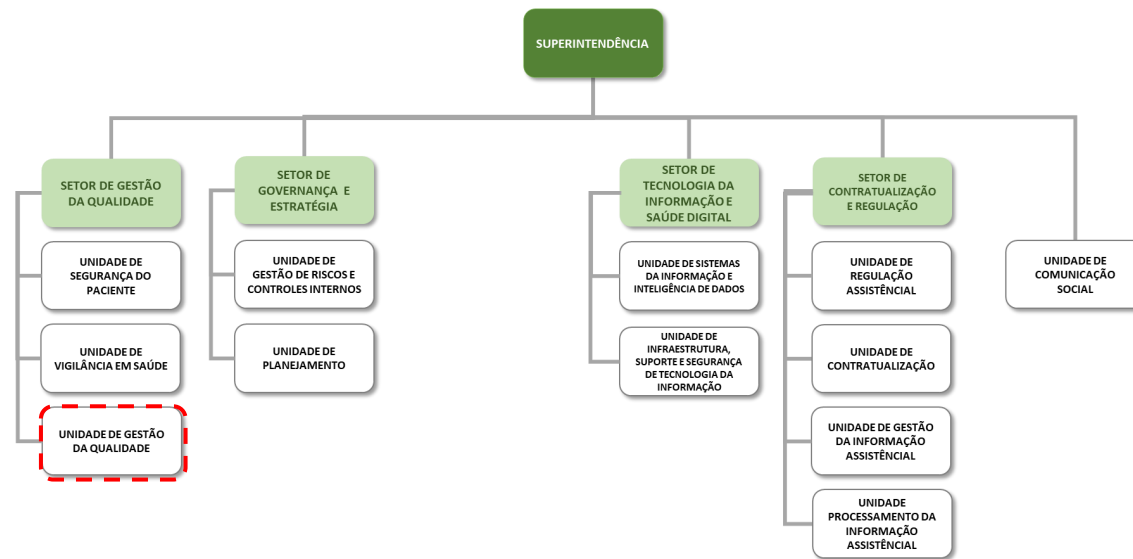 SUPERINTENDÊNCIA
SETOR DE GESTÃO
DA QUALIDADE
UNIDADE DE
SEGURANÇA DO
PACIENTE
UNIDADE DE
VIGILÂNCIA EM SAÚDE
UNIDADE DE GESTÃO
DA QUALIDADE
SETOR DE
GOVERNANÇA E
ESTRATÉGIA
UNIDADE DE
GESTÃO DE RISCOS E
CONTROLES INTERNOS
UNIDADE DE
PLANEJAMENTO
SETOR DE
TECNOLOGIA DA
INFORMAÇÃO E
SAÚDE DIGITAL
UNIDADE DE SISTEMAS
DA INFORMAÇÃO E
INTELIGÊNCIA DE DADOS
UNIDADE DE
INFRAESTRUTURA,
SUPORTE E SEGURANÇA
DE TECNOLOGIA DA
INFORMAÇÃO
SETOR DE
CONTRATUALIZAÇÃO
E REGULAÇÃO
UNIDADE DE
REGULAÇÃO
ASSISTÊNCIAL
UNIDADE DE
CONTRATUALIZAÇÃO
UNIDADE DE GESTÃO
DA INFORMAÇÃO
ASSISTÊNCIAL
UNIDADE
PROCESSAMENTO DA
INFORMAÇÃO
ASSISTÊNCIAL
UNIDADE DE
COMUNICAÇÃO
SOCIAL